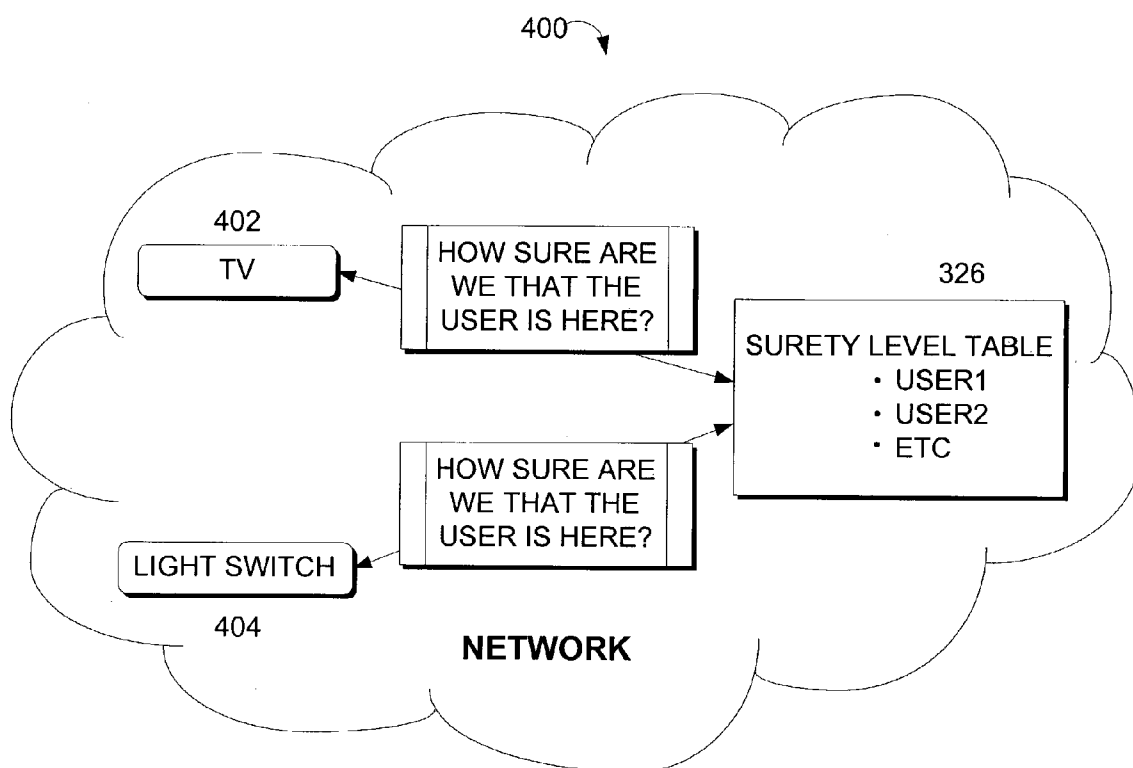 400
402
TV
HOW SURE ARE
WE THAT THE
USER IS HERE?
326
SURETY LEVEL TABLE
• USER1
• USER2
• ETC
HOW SURE ARE
WE THAT THE
USER IS HERE?
LIGHT SWITCH
404
NETWORK